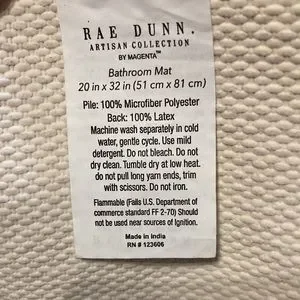 RAE DUNN.
ARTISAN COLLECTION
BY MAGENTA™
Bathroom Mat
20 in x 32 in (51 cm x 81 cm)
Pile: 100% Microfiber Polyester
Back: 100% Latex
Machine wash separately in cold
water, gentle cycle. Use mild
detergent. Do not bleach. Do not
dry clean. Tumble dry at low heat.
do not pull long yarn ends, trim
with scissors. Do not iron.
Flammable (Fails U.S. Department of
commerce standard FF 2-70) Should
not be used near sources of Ignition.
Made in India
RN # 123606